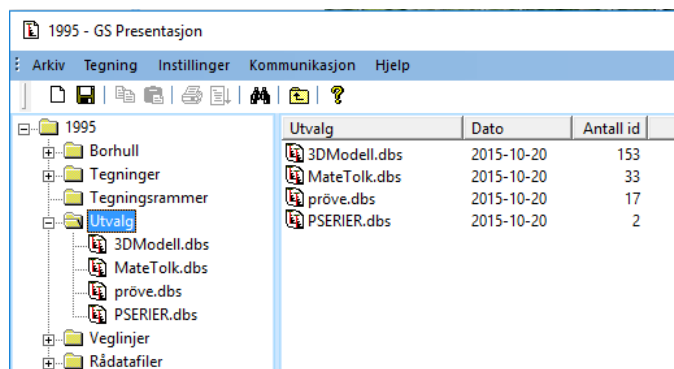 1995 - GS Presentasjon
Arkiv Tegning Instillinger Kommunikasjon Hjelp
1995
Borhull
Tegninger
Tegningsrammer
Utvalg
3DModell.dbs
MateTolk.dbs
pröve.dbs
PSERIER.dbs
Veglinjer
Rådatafiler
Utvalg Dato Antall id
3DModell.dbs 2015-10-20 153
MateTolk.dbs 2015-10-20 33
pröve.dbs 2015-10-20 17
PSERIER.dbs 2015-10-20 2